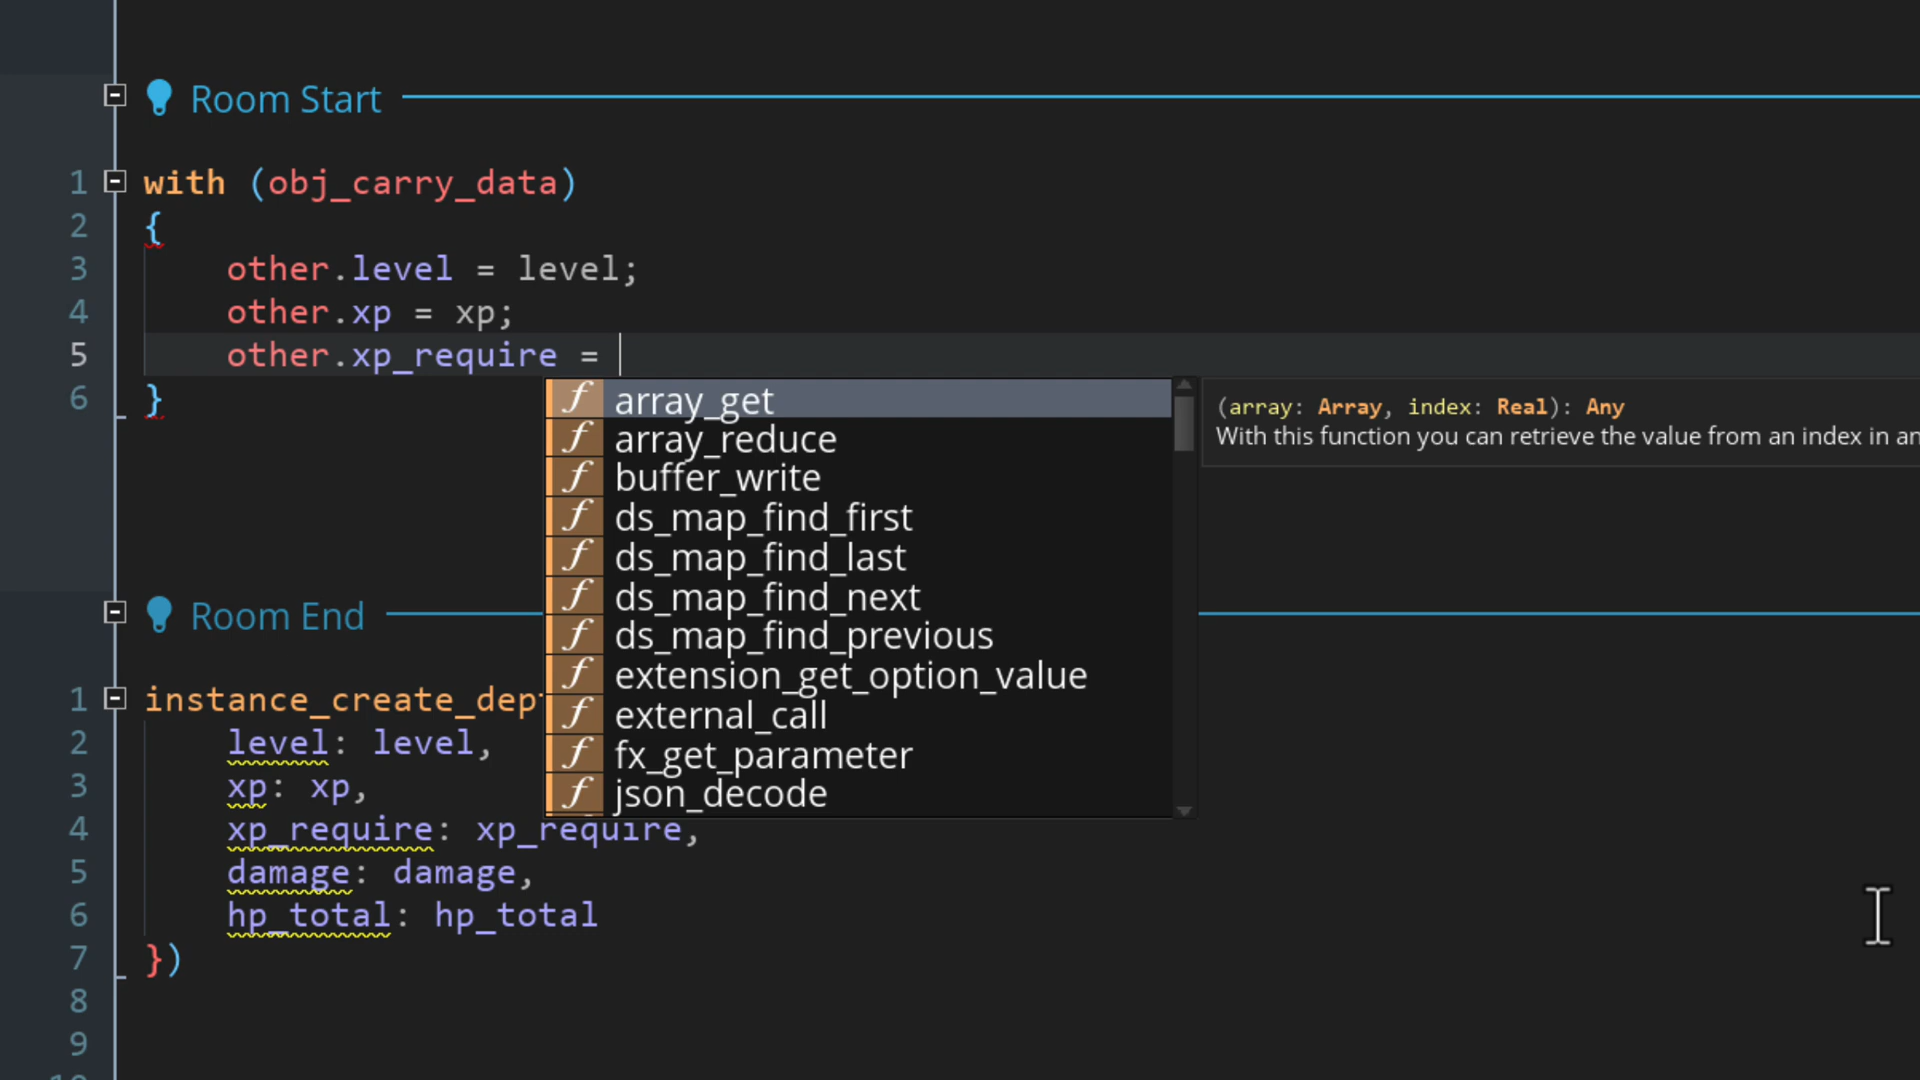 Room Start
1 with (obj_carry_data)
2 {
3 other.level = level;
4 other.xp = xp;
5 other.xp_require =
6 }
f array_get
f array_reduce
f buffer_write
f ds_map_find_first
f ds_map_find_last
f ds_map_find_next
f ds_map_find_previous
f extension_get_option_value
f external_call
f fx_get_parameter
f json_decode
(array: Array, index: Real): Any
With this function you can retrieve the value from an index in an
Room End
1 instance_create_dep
2 level: level,
3 xp: xp,
4 xp_require: xp_require,
5 damage: damage,
6 hp_total: hp_total
7 })
8
9